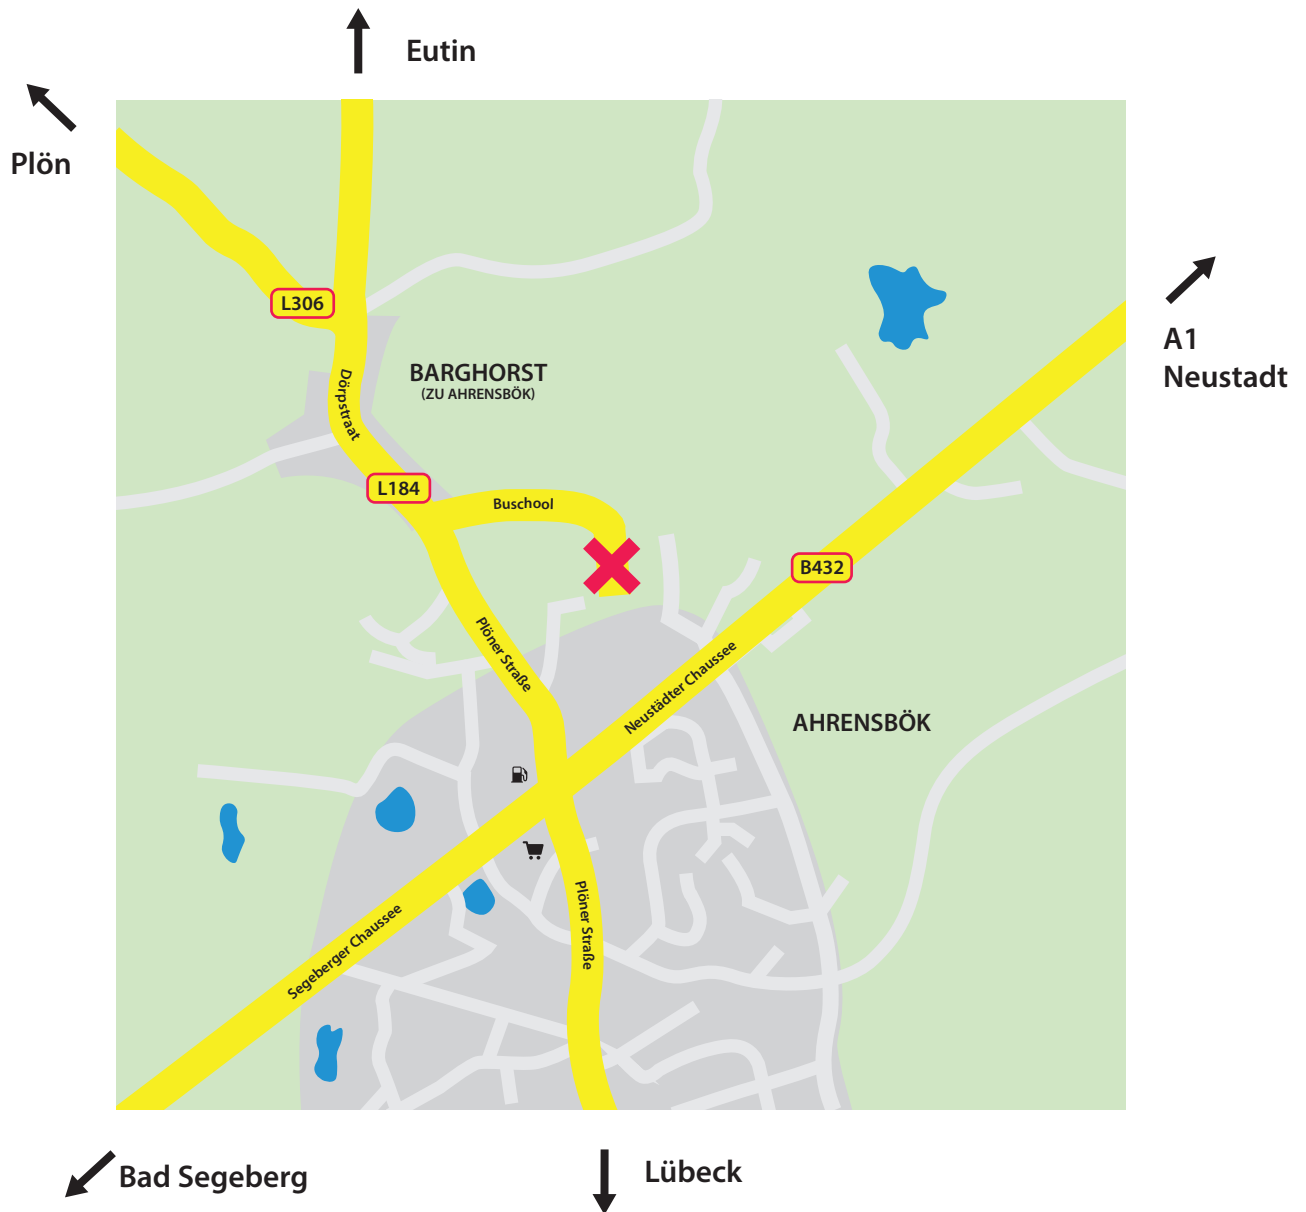 Eutin
Plön
L306
A1
Neustadt
BARGHORST
(ZU AHRENSBÖK)
Dörpstraat
L184
Buschool
B432
Plöner Straße
Neustädter Chaussee
AHRENSBÖK
Plöner Straße
Segeberger Chaussee
Bad Segeberg
Lübeck